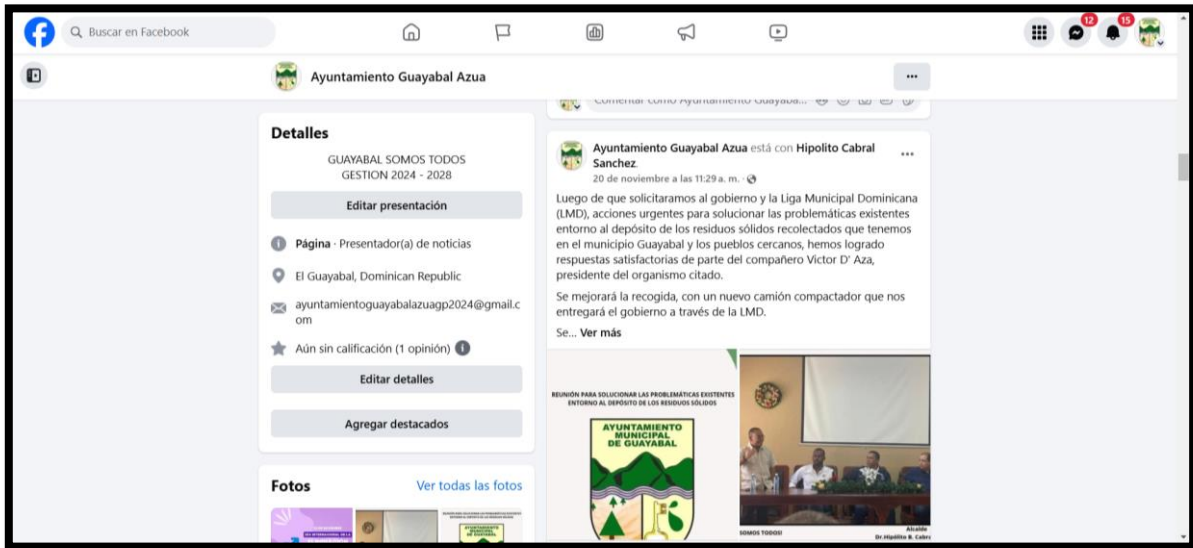 Buscar en Facebook
12
15
Ayuntamiento Guayabal Azua
Comentar como Ayuntamiento Guayaba...
Detalles
GUAYABAL SOMOS TODOS
GESTION 2024 - 2028
Editar presentación
Página · Presentador(a) de noticias
El Guayabal, Dominican Republic
ayuntamientoguayabalazuagp2024@gmail.c
om
Aún sin calificación (1 opinión)
Editar detalles
Agregar destacados
Fotos
Ver todas las fotos
Ayuntamiento Guayabal Azua está con Hipolito Cabral
Sanchez.
20 de noviembre a las 11:29 a. m. ·
Luego de que solicitaramos al gobierno y la Liga Municipal Dominicana
(LMD), acciones urgentes para solucionar las problemáticas existentes
entorno al depósito de los residuos sólidos recolectados que tenemos
en el municipio Guayabal y los pueblos cercanos, hemos logrado
respuestas satisfactorias de parte del compañero Victor D' Aza,
presidente del organismo citado.
Se mejorará la recogida, con un nuevo camión compactador que nos
entregará el gobierno a través de la LMD.
Se... Ver más
REUNIÓN PARA SOLUCIONAR LAS PROBLEMÁTICAS EXISTENTES
ENTORNO AL DEPÓSITO DE LOS RESIDUOS SÓLIDOS
AYUNTAMIENTO
MUNICIPAL
DE GUAYABAL
SOMOS TODOS!
Alcalde
Dr. Hipólito B. Cabra